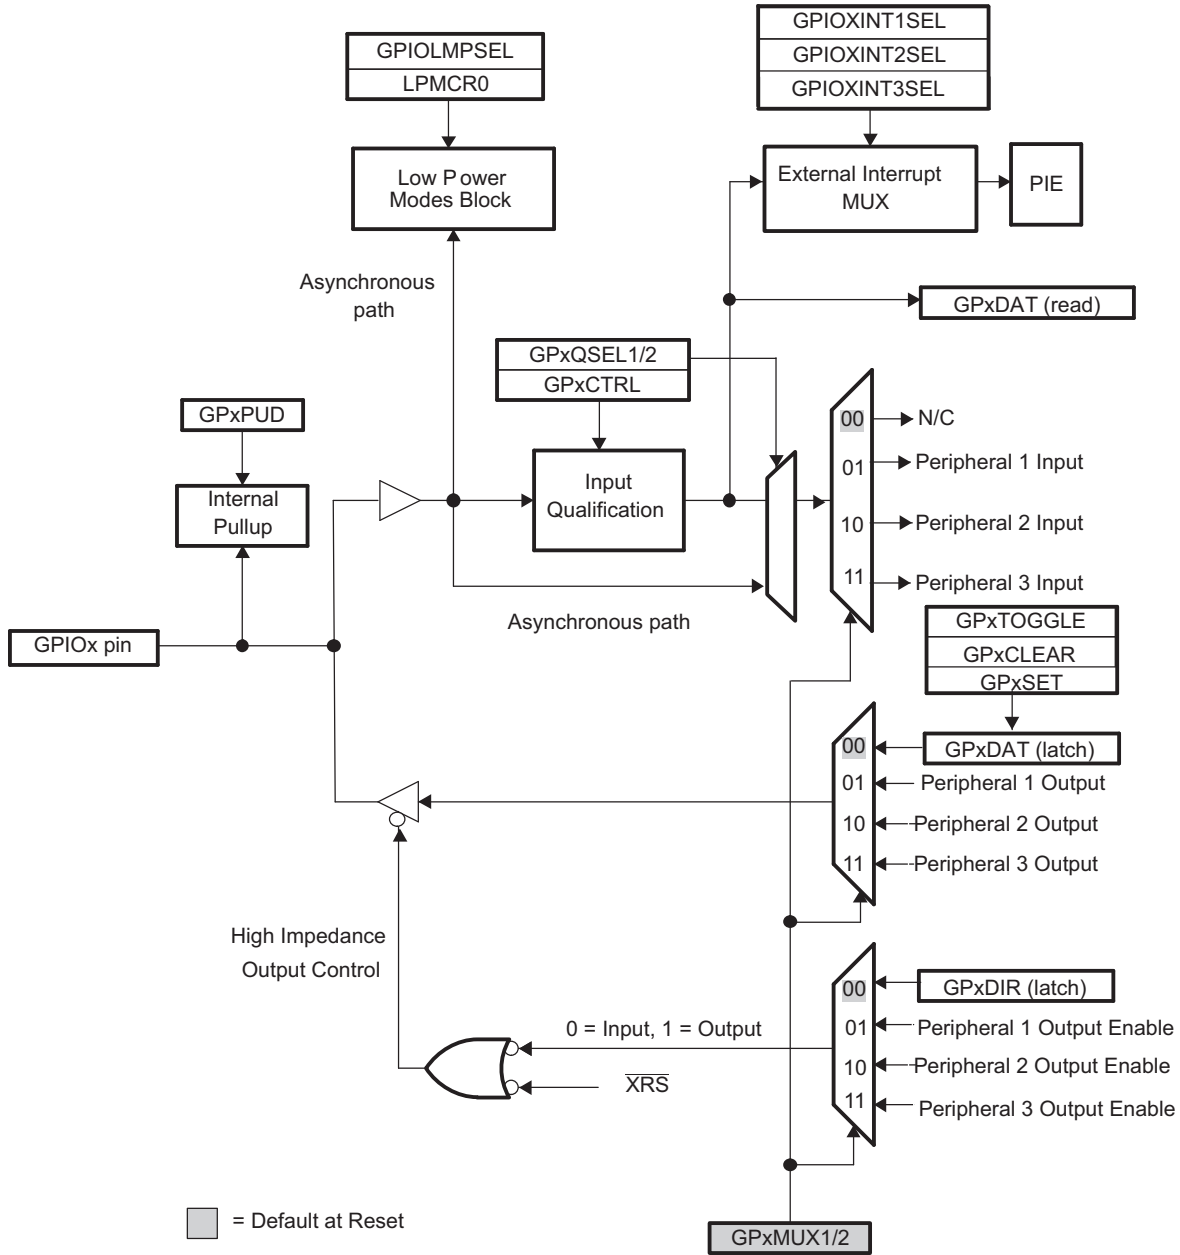 GPIOXINT1SEL
GPIOXINT2SEL
GPIOXINT3SEL
GPIOLMPSEL
LPMCR0
Low Power
Modes Block
External Interrupt
MUX
PIE
Asynchronous
path
GPxDAT (read)
GPxQSEL1/2
GPxCTRL
GPxPUD
Internal
Pullup
Input
Qualification
00
N/C
01
Peripheral 1 Input
10
Peripheral 2 Input
11
Peripheral 3 Input
Asynchronous path
GPIOx pin
GPxTOGGLE
GPxCLEAR
GPxSET
00
GPxDAT (latch)
01
Peripheral 1 Output
10
Peripheral 2 Output
11
Peripheral 3 Output
High Impedance
Output Control
00
GPxDIR (latch)
0 = Input, 1 = Output
01
Peripheral 1 Output Enable
10
Peripheral 2 Output Enable
XRS
11
Peripheral 3 Output Enable
= Default at Reset
GPxMUX1/2